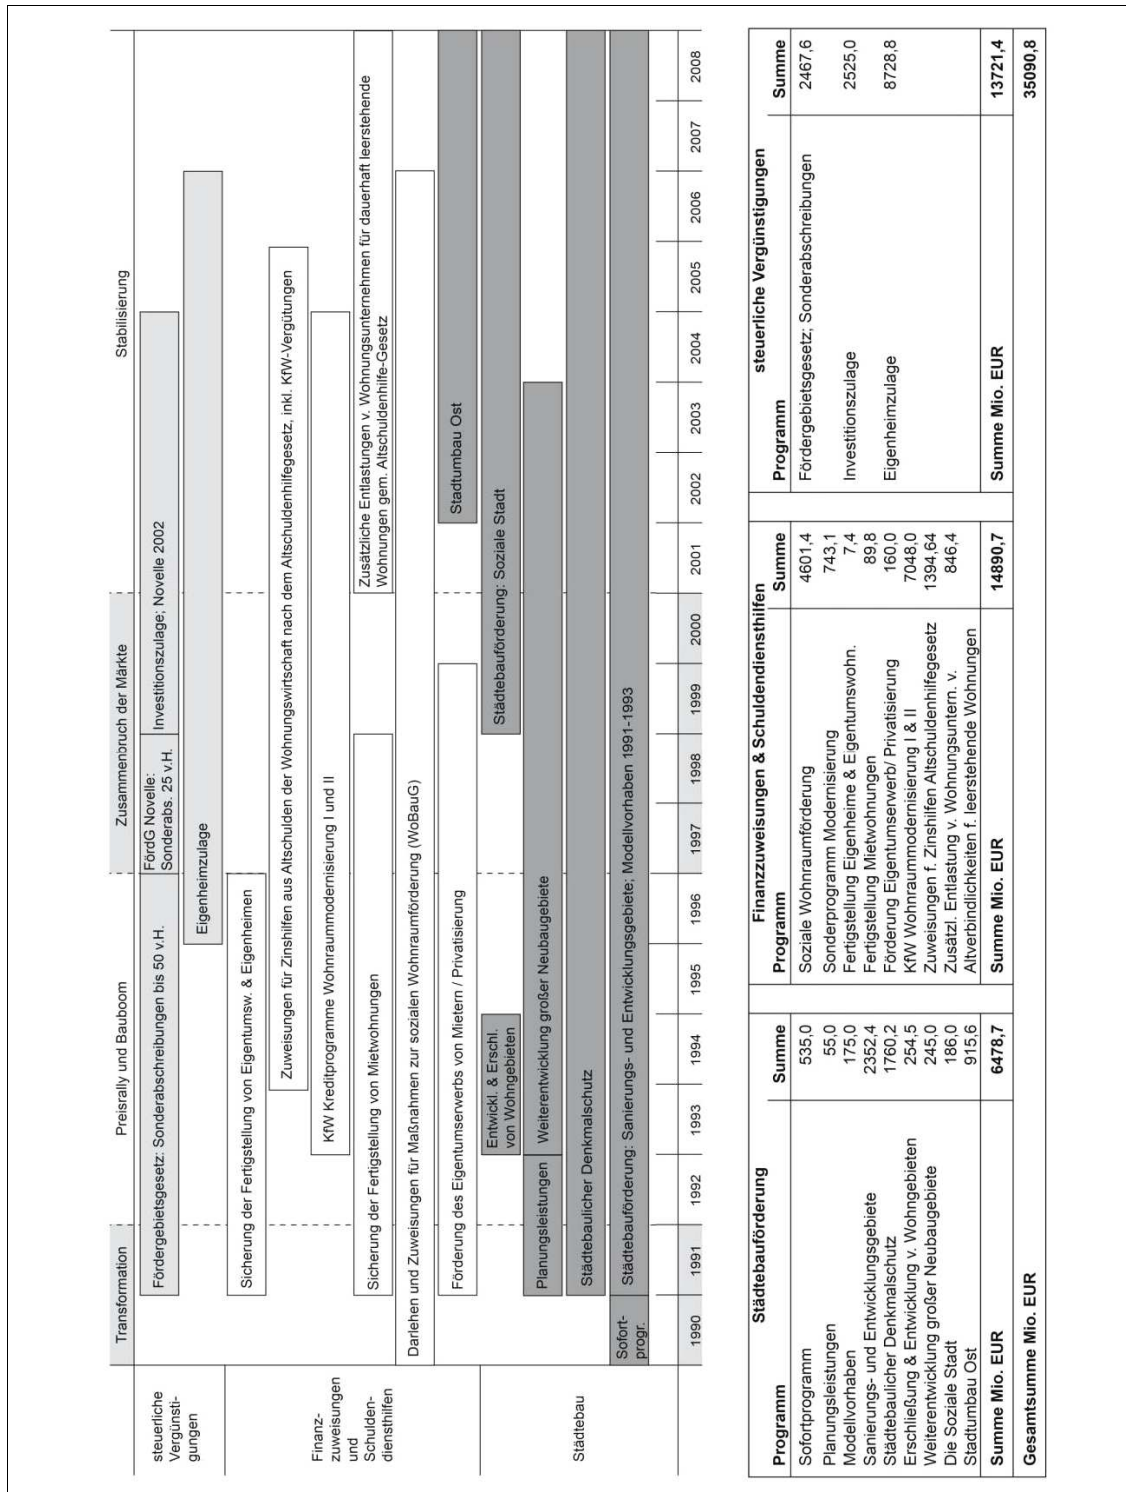 Transformation
Preisrally und Bauboom
Zusammenbruch der Märkte
Stabilisierung
steuerliche
Vergünsti-
gungen
Fördergebietsgesetz: Sonderabschreibungen bis 50 v.H.
FördG Novelle:
Sonderabs. 25 v.H.
Investitionszulage; Novelle 2002
Eigenheimzulage
Finanz-
zuweisungen
und
Schulden-
diensthilfen
Sicherung der Fertigstellung von Eigentumsw. & Eigenheimen
Zuweisungen für Zinshilfen aus Altschulden der Wohnungswirtschaft nach dem Altschuldenhilfegesetz, inkl. KfW-Vergütungen
KfW Kreditprogramme Wohnraummodernisierung I und II
Sicherung der Fertigstellung von Mietwohnungen
Zusätzliche Entlastungen v. Wohnungsunternehmen für dauerhaft leerstehende
Wohnungen gem. Altschuldenhilfe-Gesetz
Darlehen und Zuweisungen für Maßnahmen zur sozialen Wohnraumförderung (WoBauG)
Förderung des Eigentumserwerbs von Mietern / Privatisierung
Stadtumbau Ost
Städtebau
Entwickl. & Erschl.
von Wohngebieten
Städtebauförderung: Soziale Stadt
Planungsleistungen
Weiterentwicklung großer Neubaugebiete
Städtebaulicher Denkmalschutz
Sofort-
progr.
Städtebauförderung: Sanierungs- und Entwicklungsgebiete; Modellvorhaben 1991-1993
1990 1991 1992 1993 1994 1995 1996 1997 1998 1999 2000 2001 2002 2003 2004 2005 2006 2007 2008
Städtebauförderung
Programm Summe
Sofortprogramm 535,0
Planungsleistungen 55,0
Modellvorhaben 175,0
Sanierungs- und Entwicklungsgebiete 2352,4
Städtebaulicher Denkmalschutz 1760,2
Erschließung & Entwicklung v. Wohngebieten 254,5
Weiterentwicklung großer Neubaugebiete 245,0
Die Soziale Stadt 186,0
Stadtumbau Ost 915,6
Summe Mio. EUR 6478,7
Finanzzuweisungen & Schuldendiensthilfen
Programm Summe
Soziale Wohnraumförderung 4601,4
Sonderprogramm Modernisierung 743,1
Fertigstellung Eigenheime & Eigentumswohn. 7,4
Fertigstellung Mietwohnungen 89,8
Förderung Eigentumserwerb/ Privatisierung 160,0
KfW Wohnraummodernisierung I & II 7048,0
Zuweisungen f. Zinshilfen Altschuldenhilfegesetz 1394,64
Zusätzl. Entlastung v. Wohnungsuntern. v. 846,4
Altverbindlichkeiten f. leerstehende Wohnungen
Summe Mio. EUR 14890,7
steuerliche Vergünstigungen
Programm Summe
Fördergebietsgesetz; Sonderabschreibungen 2467,6
Investitionszulage 2525,0
Eigenheimzulage 8728,8
Summe Mio. EUR 13721,4
Gesamtsumme Mio. EUR 35090,8